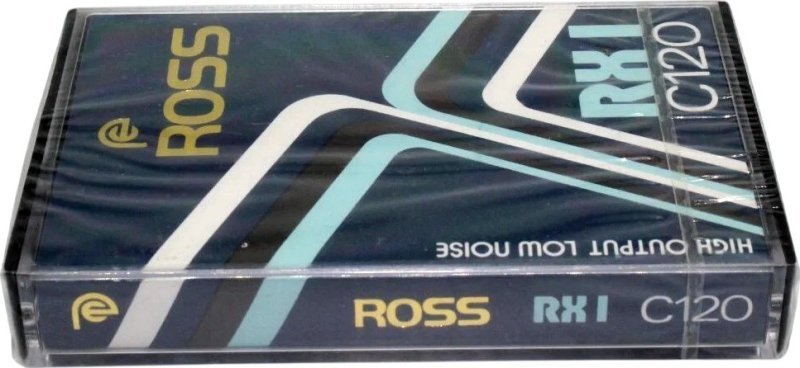 ROSS
RX I
C120
HIGH OUTPUT LOW NOISE
ROSS RX I C120